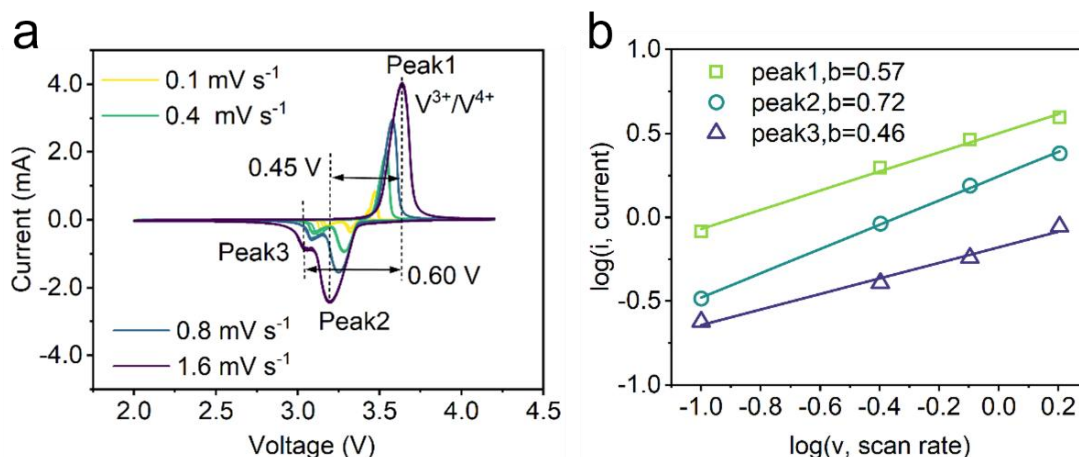 a
4.0
2.0
0.0
-2.0
-4.0
Current (mA)
0.1 mV s⁻¹
0.4 mV s⁻¹
Peak1
V³⁺/V⁴⁺
0.45 V
Peak3
0.60 V
Peak2
0.8 mV s⁻¹
1.6 mV s⁻¹
2.0 2.5 3.0 3.5 4.0 4.5
Voltage (V)
b
1.0
0.5
0.0
-0.5
-1.0
log(i, current)
peak1,b=0.57
peak2,b=0.72
peak3,b=0.46
-1.0 -0.8 -0.6 -0.4 -0.2 0.0 0.2
log(v, scan rate)